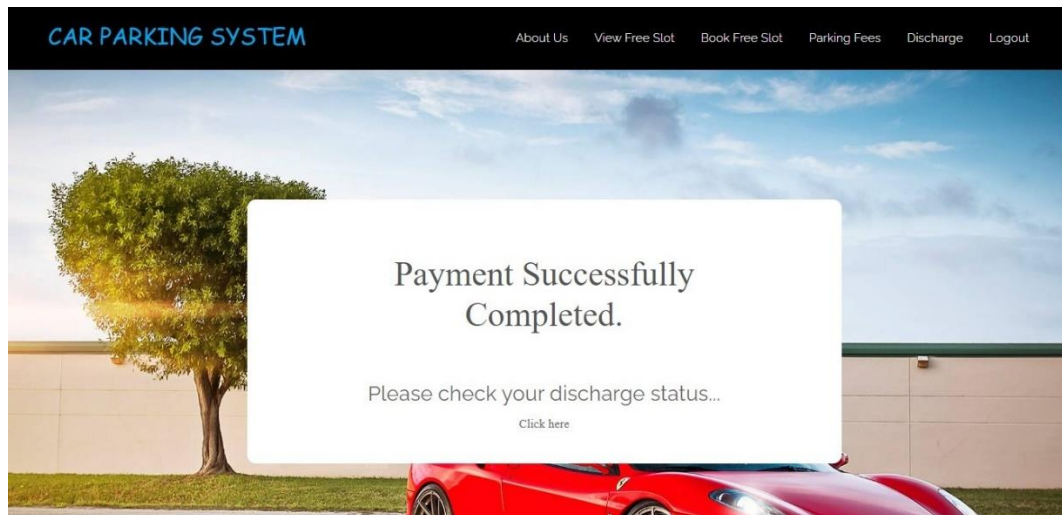 CAR PARKING SYSTEM
About Us View Free Slot Book Free Slot Parking Fees Discharge Logout
Payment Successfully
Completed.
Please check your discharge status...
Click here